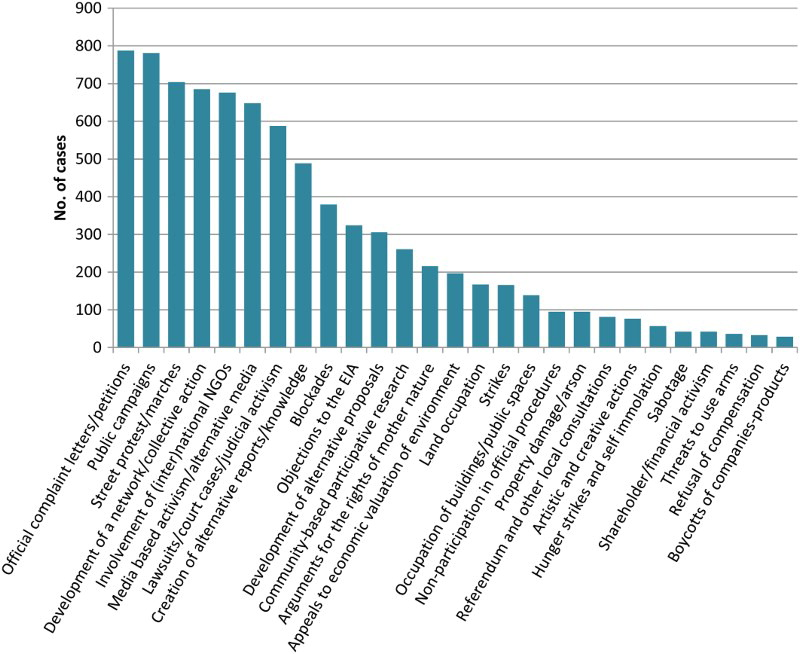 900
800
700
600
500
400
300
200
100
0
No. of cases
Official complaint letters/petitions
Public campaigns
Street protest/marches
Development of a network/collective action
Involvement of (inter)national NGOs
Media based activism/alternative media
Lawsuits/court cases/judicial activism
Creation of alternative reports/knowledge
Blockades
Objections to the EIA
Development of alternative proposals
Community-based participative research
Arguments for the rights of mother nature
Appeals to economic valuation of environment
Land occupation
Strikes
Occupation of buildings/public spaces
Non-participation in official procedures
Property damage/arson
Referendum and other local consultations
Artistic and creative actions
Hunger strikes and self immolation
Sabotage
Shareholder/financial activism
Threats to use arms
Refusal of compensation
Boycotts of companies-products